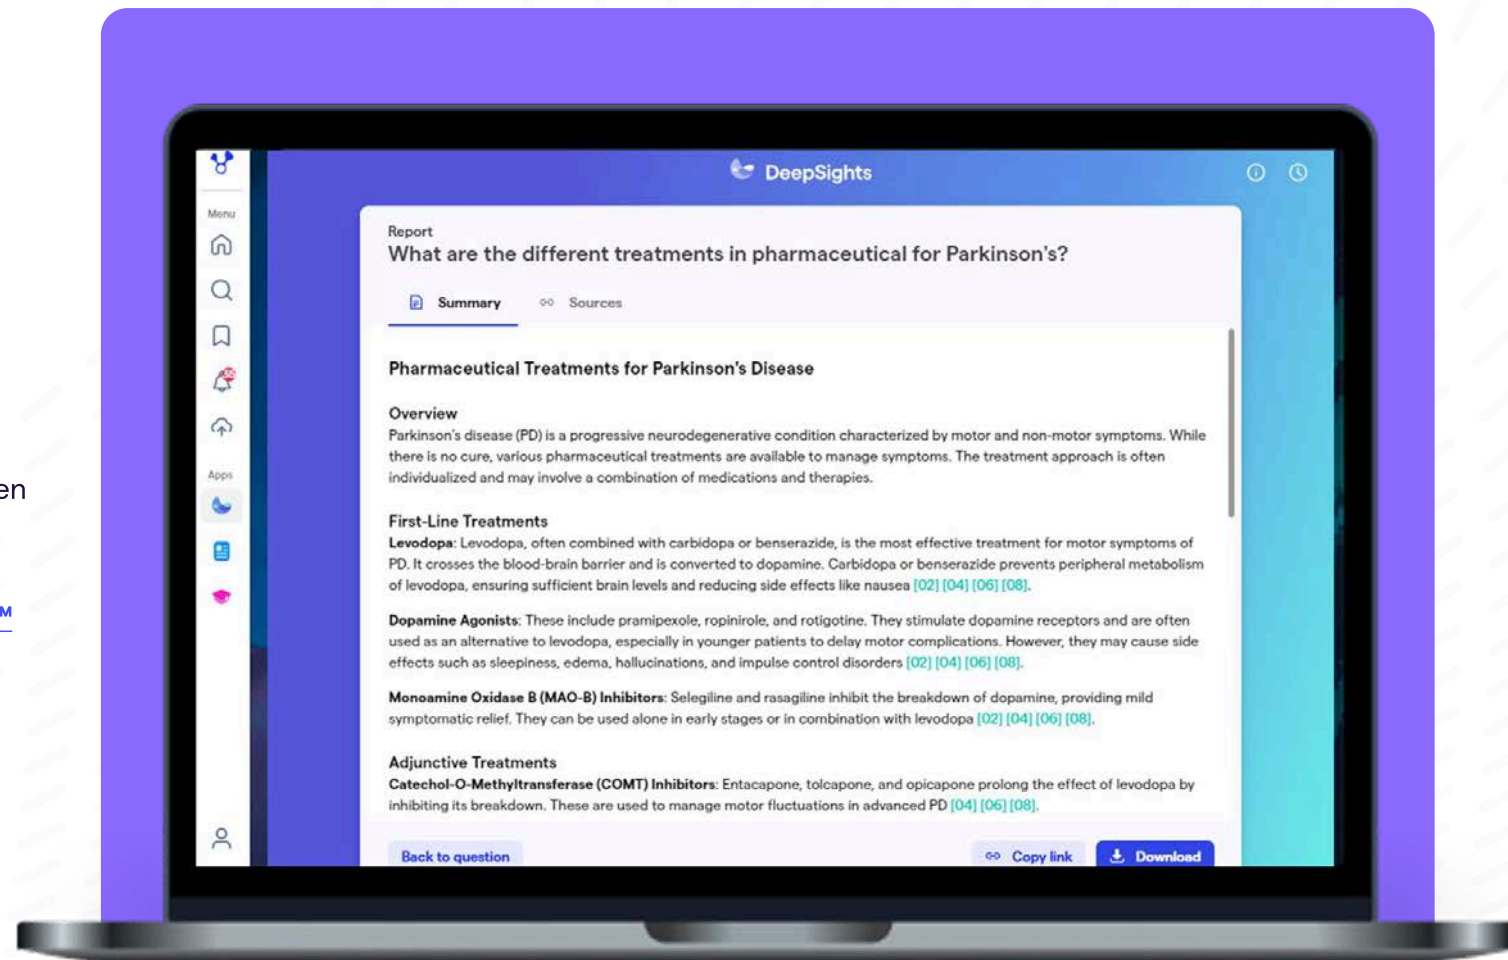 en
M
DeepSights
Menu
Apps
Report
What are the different treatments in pharmaceutical for Parkinson's?
Summary
Sources
Pharmaceutical Treatments for Parkinson's Disease
Overview
Parkinson's disease (PD) is a progressive neurodegenerative condition characterized by motor and non-motor symptoms. While
there is no cure, various pharmaceutical treatments are available to manage symptoms. The treatment approach is often
individualized and may involve a combination of medications and therapies.
First-Line Treatments
Levodopa: Levodopa, often combined with carbidopa or benserazide, is the most effective treatment for motor symptoms of
PD. It crosses the blood-brain barrier and is converted to dopamine. Carbidopa or benserazide prevents peripheral metabolism
of levodopa, ensuring sufficient brain levels and reducing side effects like nausea [02] [04] [06] [08].
Dopamine Agonists: These include pramipexole, ropinirole, and rotigotine. They stimulate dopamine receptors and are often
used as an alternative to levodopa, especially in younger patients to delay motor complications. However, they may cause side
effects such as sleepiness, edema, hallucinations, and impulse control disorders [02] [04] [06] [08].
Monoamine Oxidase B (MAO-B) Inhibitors: Selegiline and rasagiline inhibit the breakdown of dopamine, providing mild
symptomatic relief. They can be used alone in early stages or in combination with levodopa [02] [04] [06] [08].
Adjunctive Treatments
Catechol-O-Methyltransferase (COMT) Inhibitors: Entacapone, tolcapone, and opicapone prolong the effect of levodopa by
inhibiting its breakdown. These are used to manage motor fluctuations in advanced PD [04] [06] [08].
Back to question
Copy link
Download